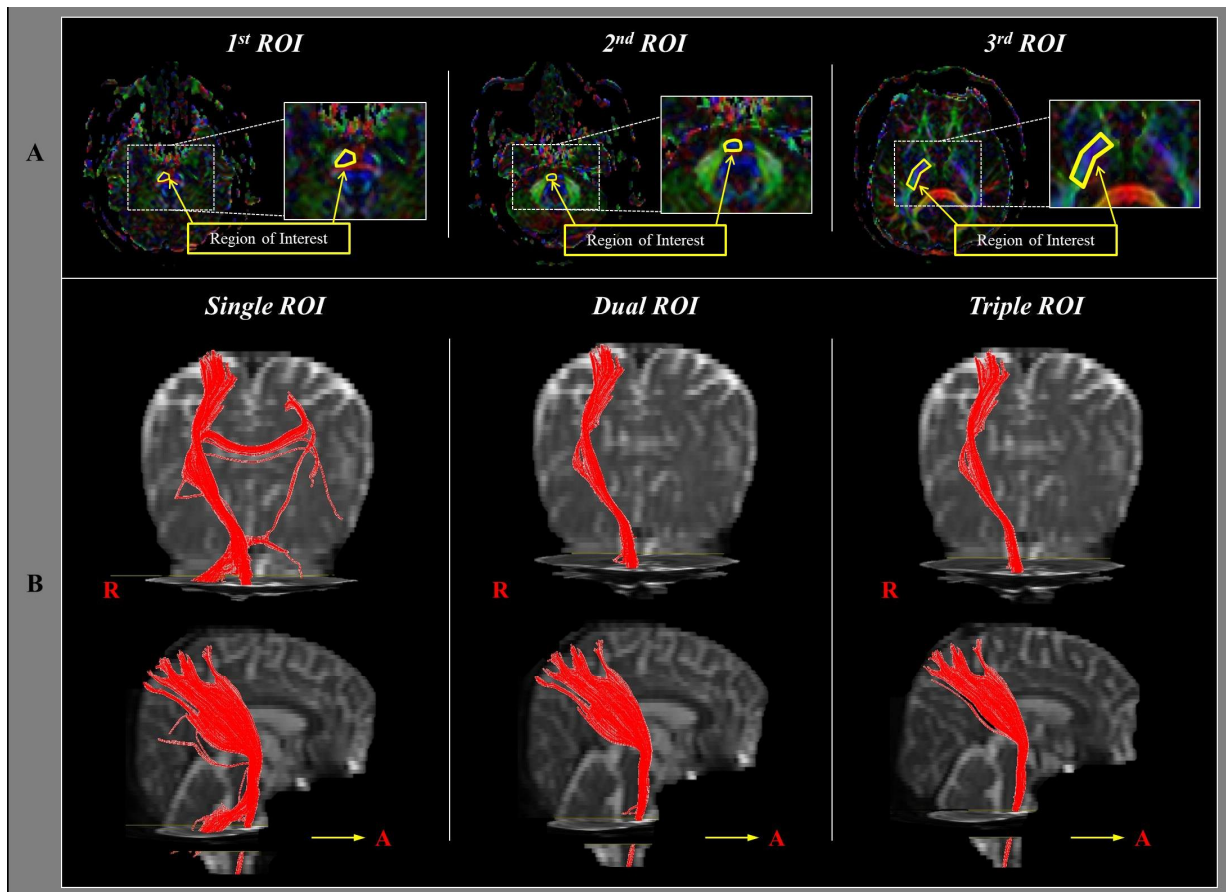 1st ROI
2nd ROI
3rd ROI
A
Region of Interest
Region of Interest
Region of Interest
Single ROI
Dual ROI
Triple ROI
B
R
R
R
A
A
A